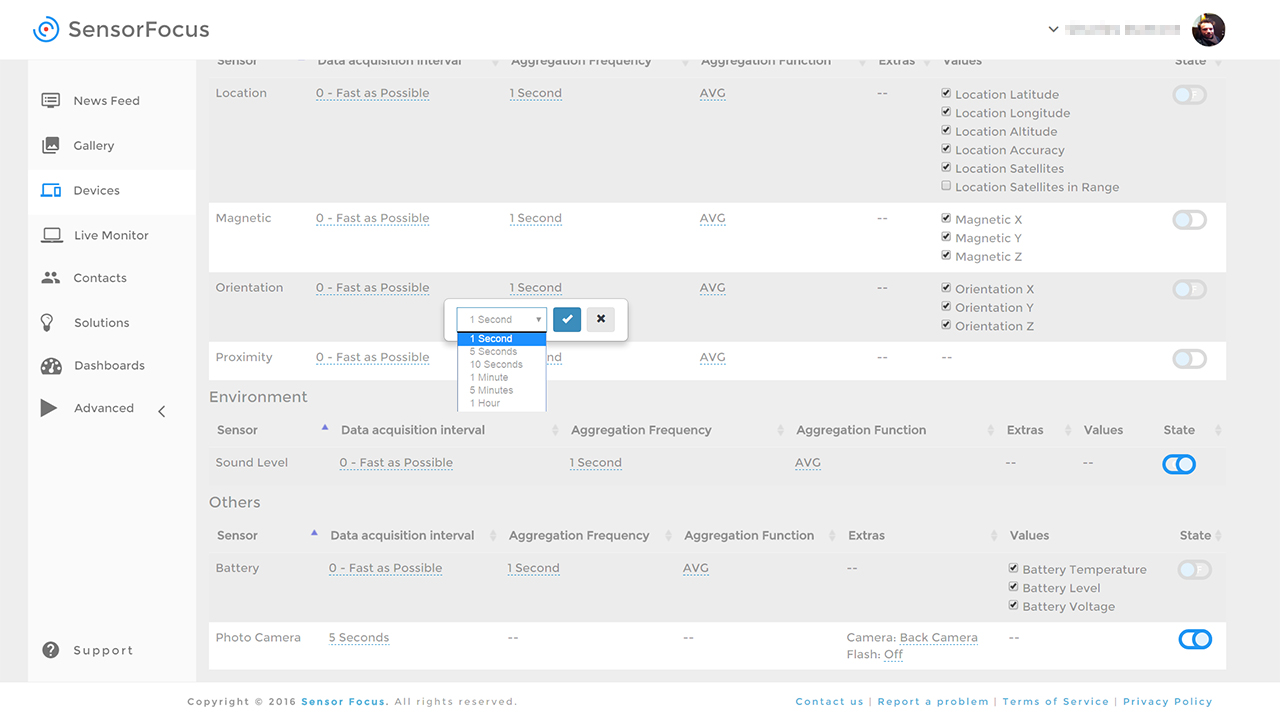 SensorFocus
Sensor Data acquisition interval Aggregation Frequency Aggregation Function Extras Values State
News Feed
Gallery
Devices
Live Monitor
Contacts
Solutions
Dashboards
Advanced
Support
Location 0 - Fast as Possible 1 Second AVG -- Location Latitude
Location Longitude
Location Altitude
Location Accuracy
Location Satellites
Location Satellites in Range
Magnetic 0 - Fast as Possible 1 Second AVG -- Magnetic X
Magnetic Y
Magnetic Z
Orientation 0 - Fast as Possible 1 Second AVG -- Orientation X
Orientation Y
Orientation Z
1 Second
1 Second
5 Seconds
10 Seconds
1 Minute
5 Minutes
1 Hour
Proximity 0 - Fast as Possible nd AVG -- --
Environment
Sensor Data acquisition interval Aggregation Frequency Aggregation Function Extras Values State
Sound Level 0 - Fast as Possible 1 Second AVG -- --
Others
Sensor Data acquisition interval Aggregation Frequency Aggregation Function Extras Values State
Battery 0 - Fast as Possible 1 Second AVG -- Battery Temperature
Battery Level
Battery Voltage
Photo Camera 5 Seconds -- -- Camera: Back Camera --
Flash: Off
Copyright © 2016 Sensor Focus. All rights reserved. Contact us | Report a problem | Terms of Service | Privacy Policy